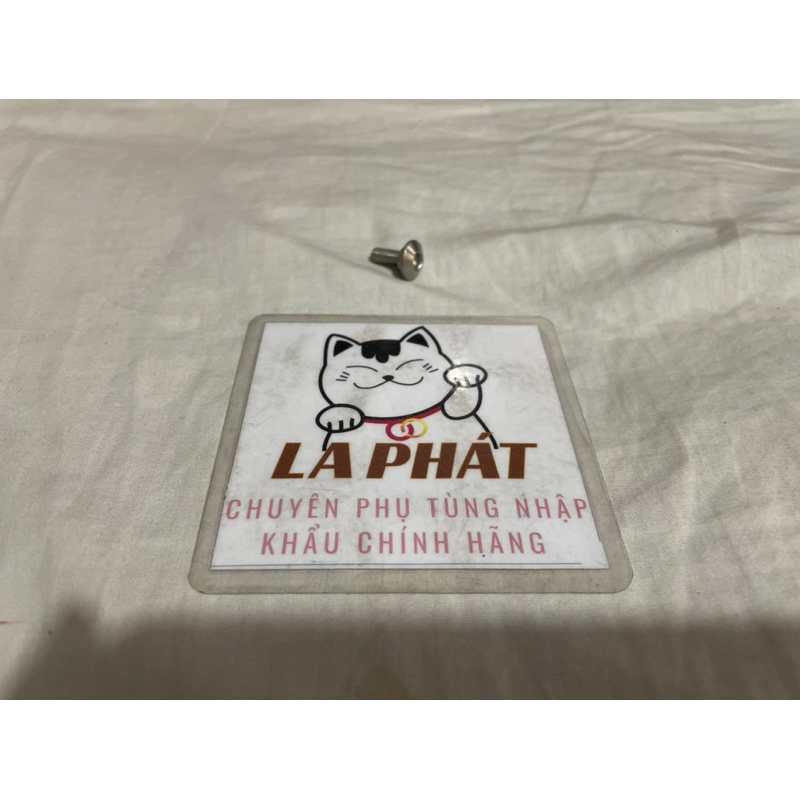 LA PHÁT
CHUYÊN PHỤ TÙNG NHẬP
KHẨU CHÍNH HÃNG